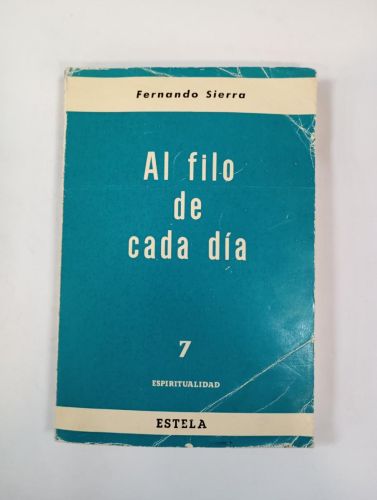 Fernando Sierra
Al filo
de
cada día
7
ESPIRITUALIDAD
ESTELA